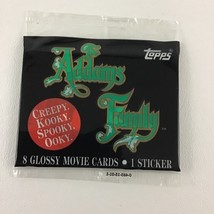 Topps
Addams
Family
CREEPY.
KOOKY.
SPOOKY.
OOKY.
8 GLOSSY MOVIE CARDS • 1 STICKER